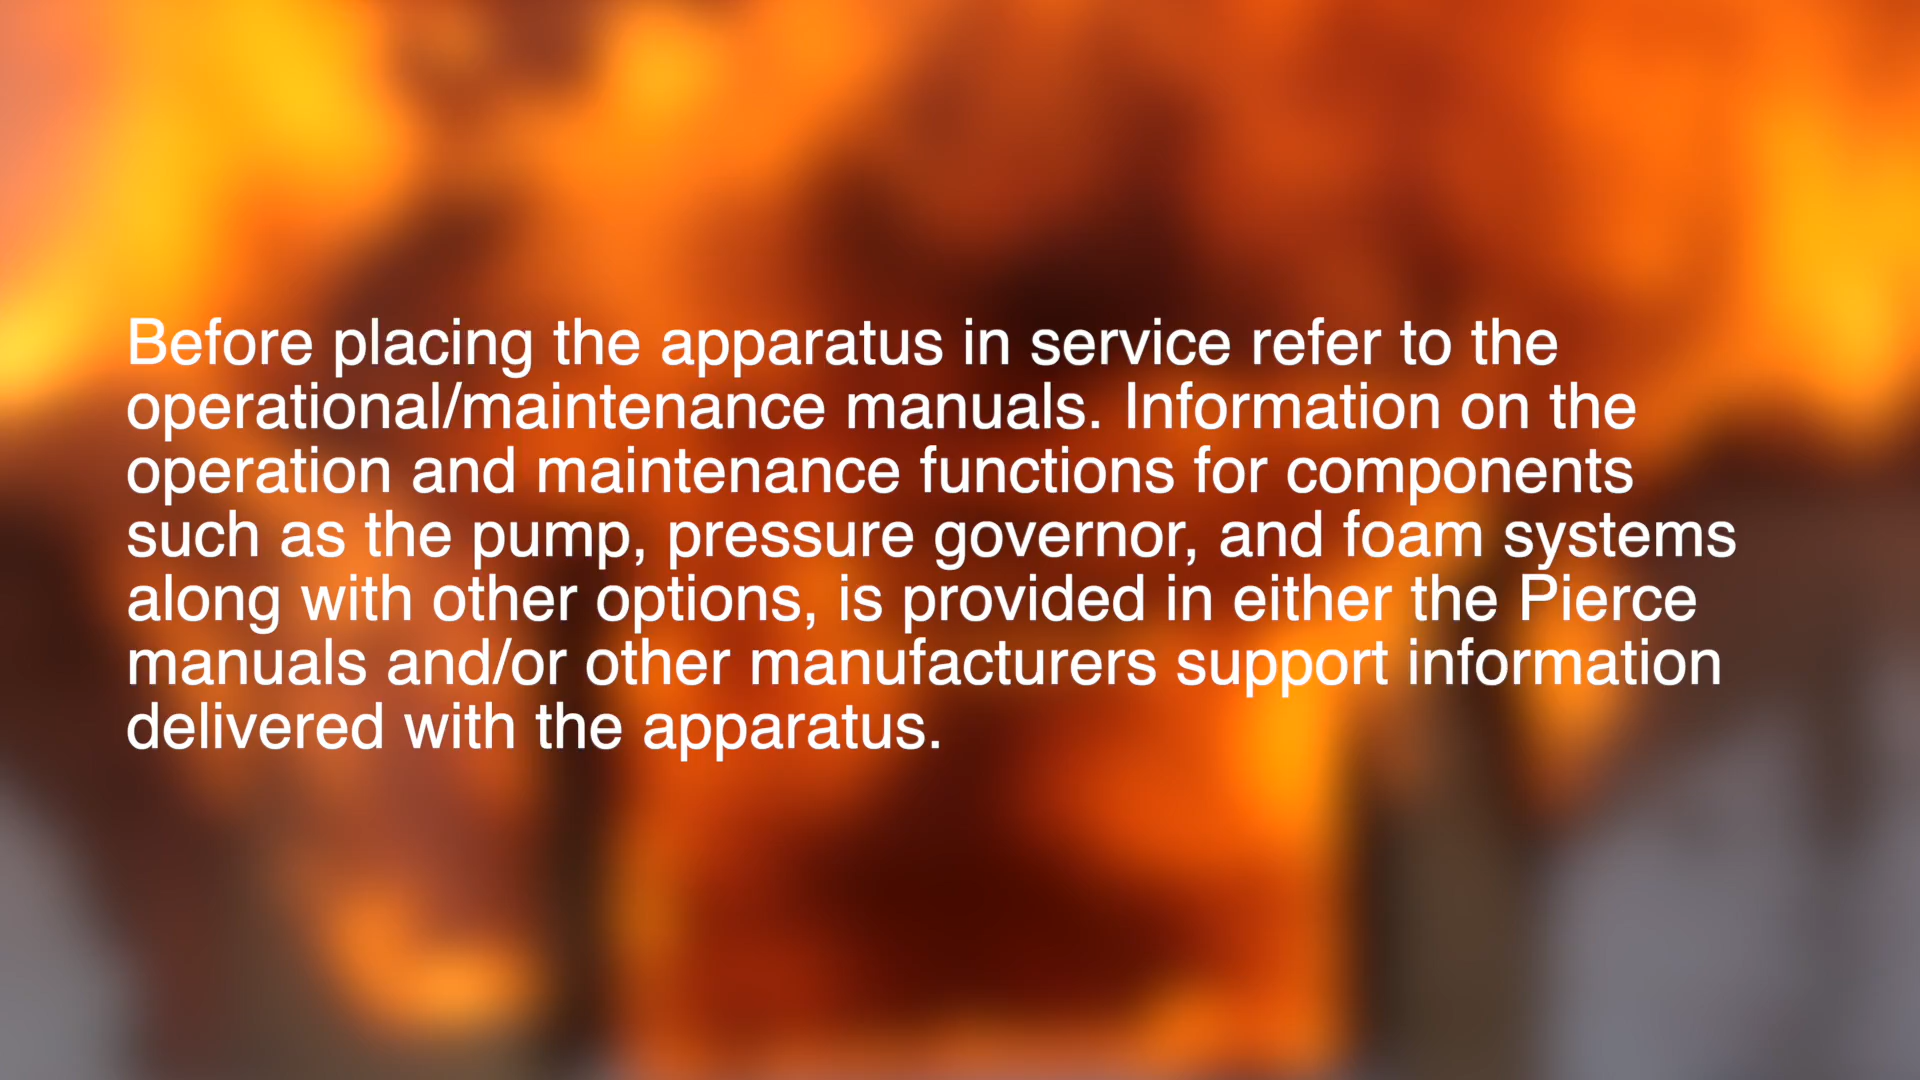 Before placing the apparatus in service refer to the
operational/maintenance manuals. Information on the
operation and maintenance functions for components
such as the pump, pressure governor, and foam systems
along with other options, is provided in either the Pierce
manuals and/or other manufacturers support information
delivered with the apparatus.